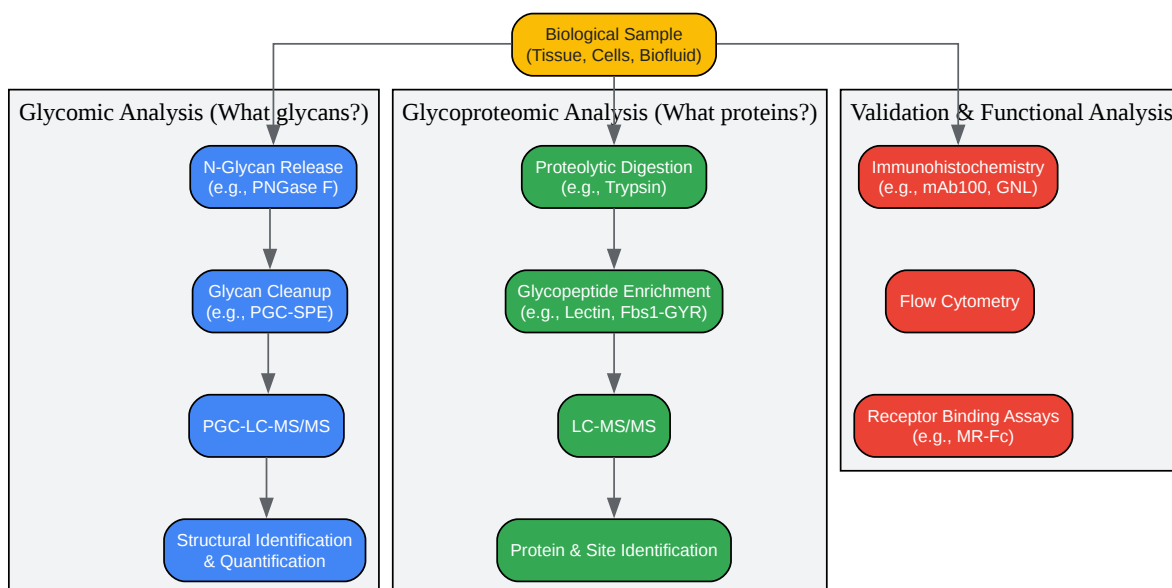 Biological Sample
(Tissue, Cells, Biofluid)
Glycomic Analysis (What glycans?)
N-Glycan Release
(e.g., PNGase F)
Glycan Cleanup
(e.g., PGC-SPE)
PGC-LC-MS/MS
Structural Identification
& Quantification
Glycoproteomic Analysis (What proteins?)
Proteolytic Digestion
(e.g., Trypsin)
Glycopeptide Enrichment
(e.g., Lectin, Fbs1-GYR)
LC-MS/MS
Protein & Site Identification
Validation & Functional Analysis
Immunohistochemistry
(e.g., mAb100, GNL)
Flow Cytometry
Receptor Binding Assays
(e.g., MR-Fc)